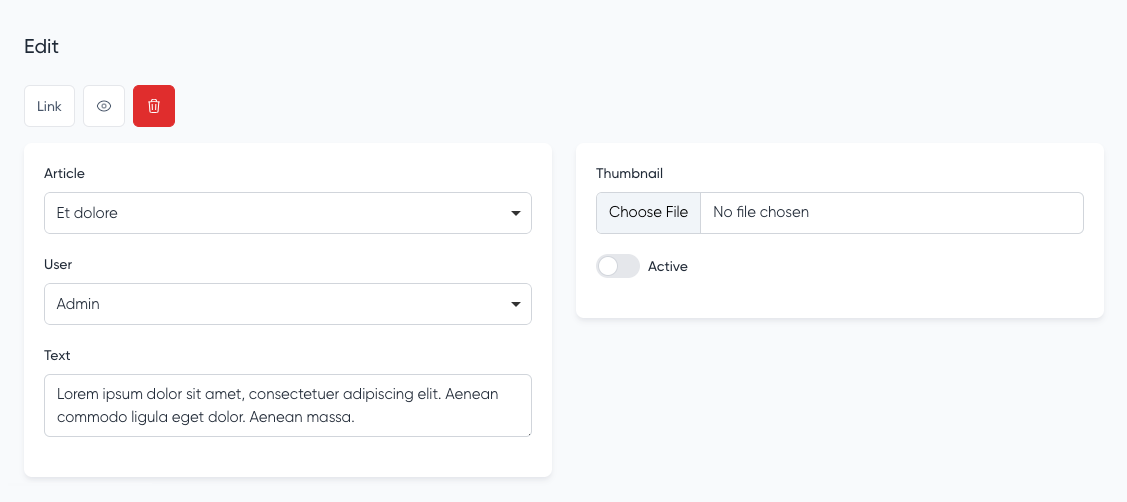 Edit
Link
Article
Et dolore
User
Admin
Text
Lorem ipsum dolor sit amet, consectetuer adipiscing elit. Aenean
commodo ligula eget dolor. Aenean massa.
Thumbnail
Choose File No file chosen
Active